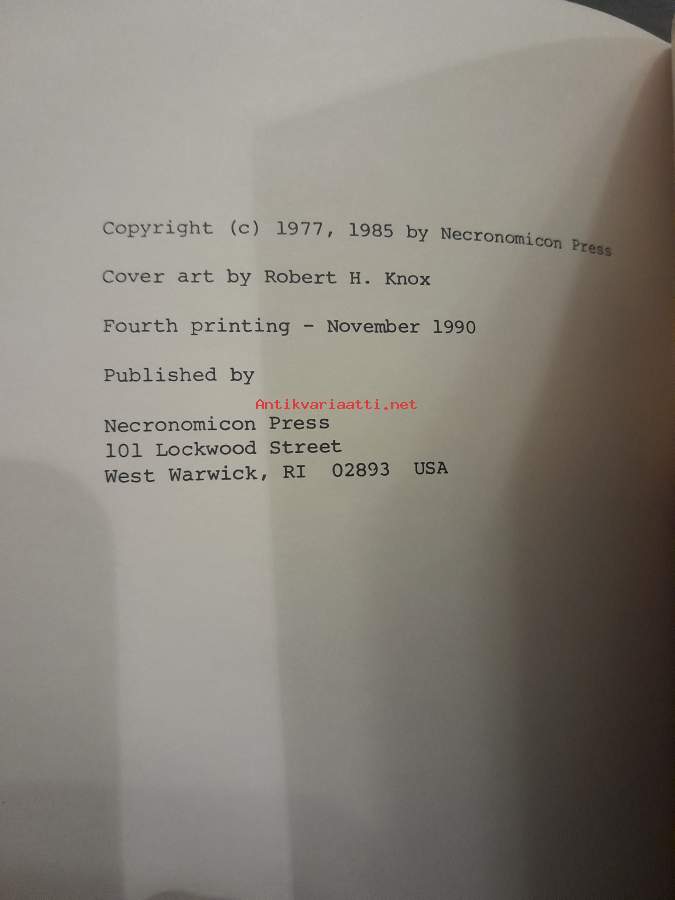 Copyright (c) 1977, 1985 by Necronomicon Press
Cover art by Robert H. Knox
Fourth printing - November 1990
Published by
Antikvariaatti.net
Necronomicon Press
101 Lockwood Street
West Warwick, RI  02893  USA